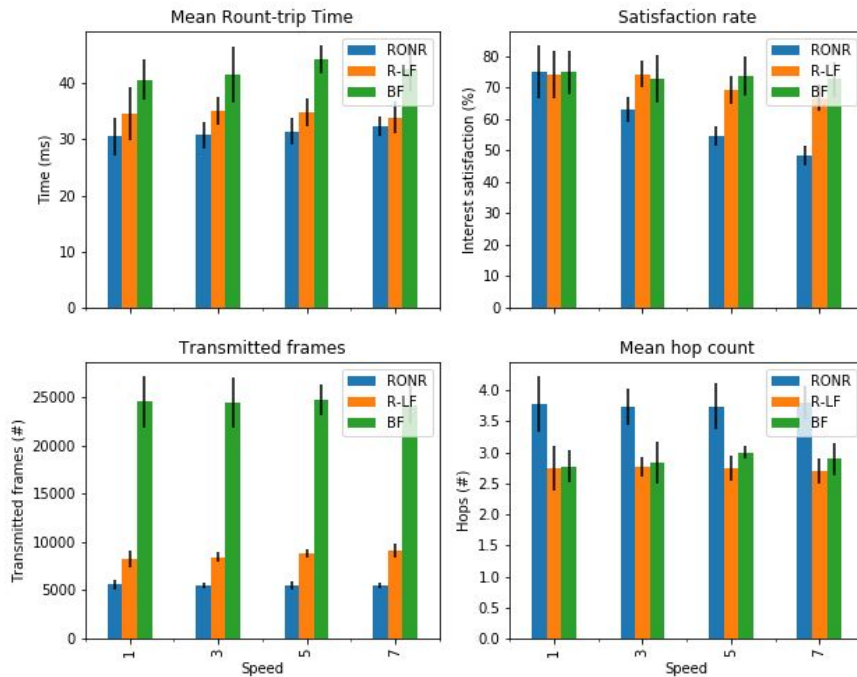 Mean Rount-trip Time
Time (ms)
40
30
20
10
0
RONR
R-LF
BF
Satisfaction rate
Interest satisfaction (%)
80
70
60
50
40
30
20
10
0
RONR
R-LF
BF
Transmitted frames
Transmitted frames (#)
25000
20000
15000
10000
5000
0
RONR
R-LF
BF
1
3
5
7
Speed
Mean hop count
Hops (#)
4.0
3.5
3.0
2.5
2.0
1.5
1.0
0.5
0.0
RONR
R-LF
BF
1
3
5
7
Speed